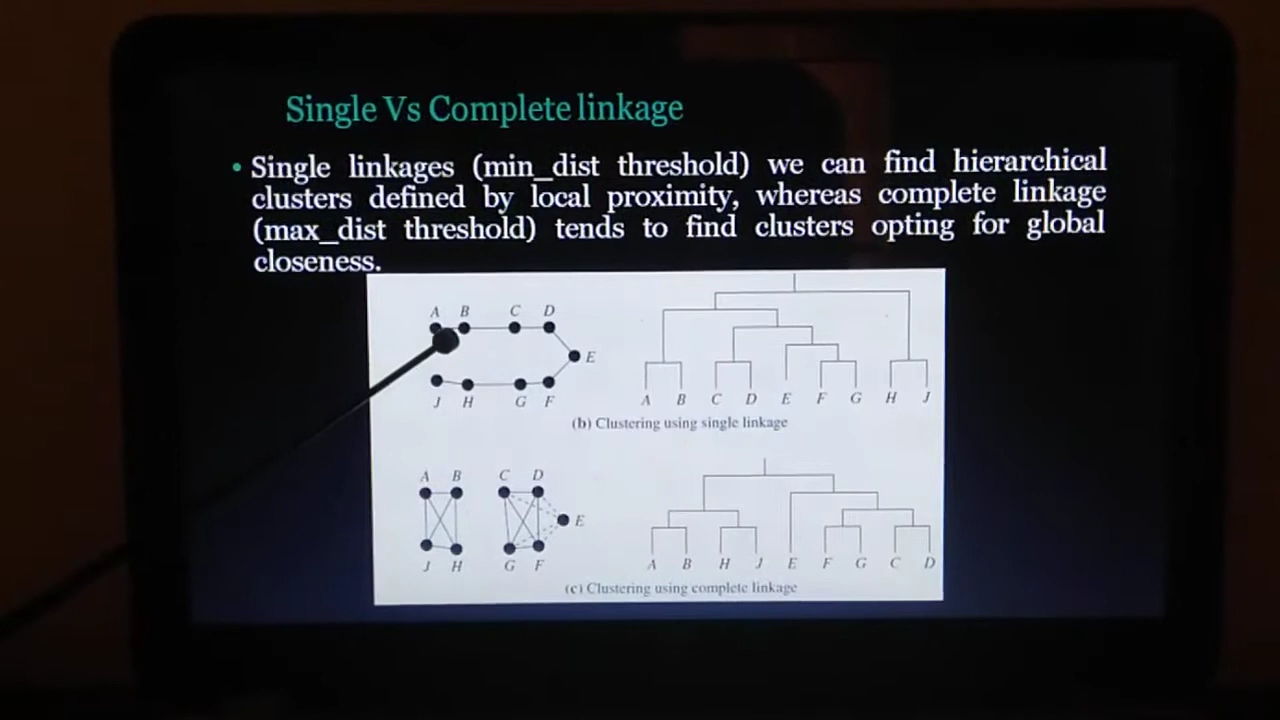 Single Vs Complete linkage
• Single linkages (min_dist threshold) we can find hierarchical
clusters defined by local proximity, whereas complete linkage
(max_dist threshold) tends to find clusters opting for global
closeness.
A B C D
E
J H G F
A B C D E F G H J
(b) Clustering using single linkage
A B C D
E
J H G F
A B H J E F G C D
(c) Clustering using complete linkage